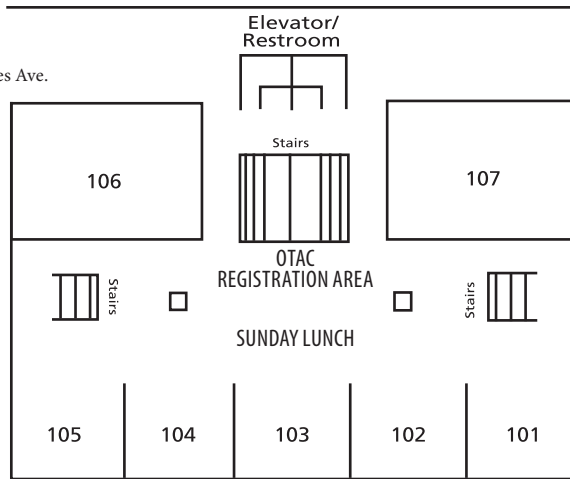 Elevator/
Restroom
es Ave.
Stairs
106
107
OTAC
REGISTRATION AREA
Stairs
Stairs
SUNDAY LUNCH
105
104
103
102
101